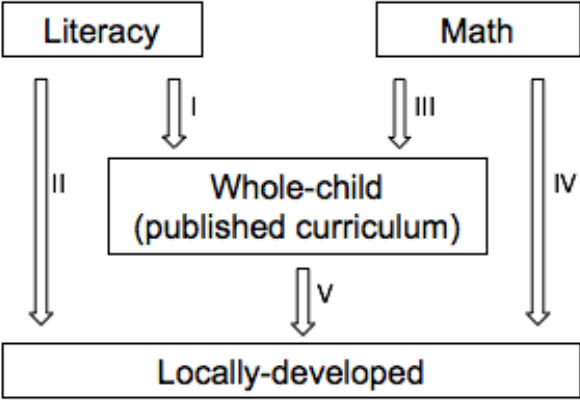 Literacy
Math
I
III
II
IV
Whole-child
(published curriculum)
V
Locally-developed